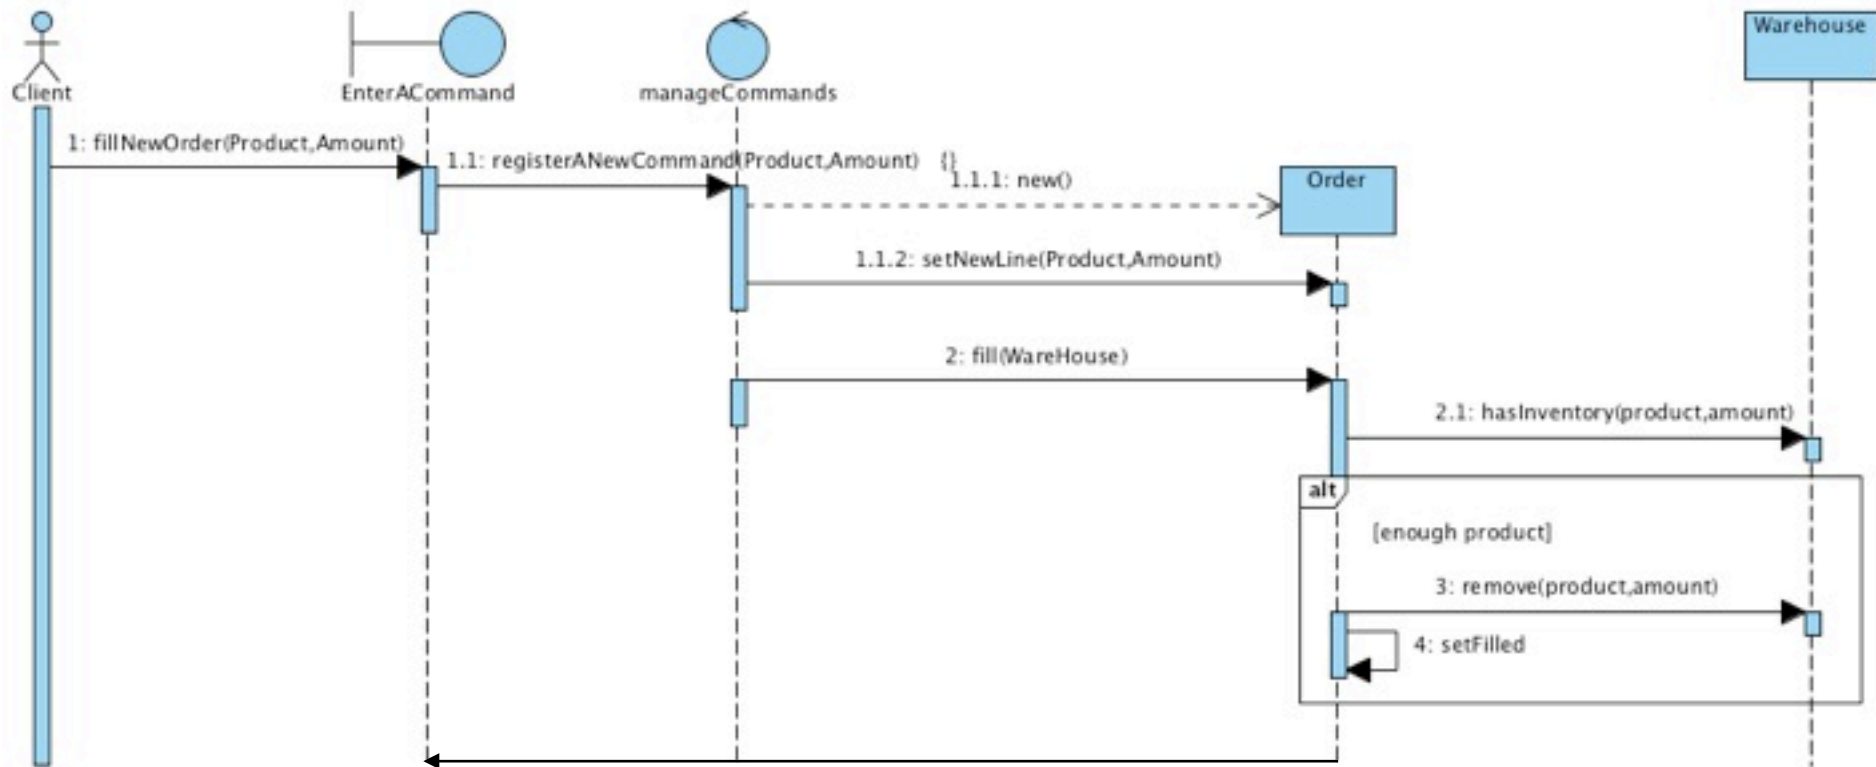 Warehouse
Client
EnterACommand
manageCommands
1: fillNewOrder(Product,Amount)
1.1: registerANewCommand(Product,Amount) {}
1.1.1: new()
Order
1.1.2: setNewLine(Product,Amount)
2: fill(WareHouse)
2.1: hasInventory(product,amount)
alt
[enough product]
3: remove(product,amount)
4: setFilled